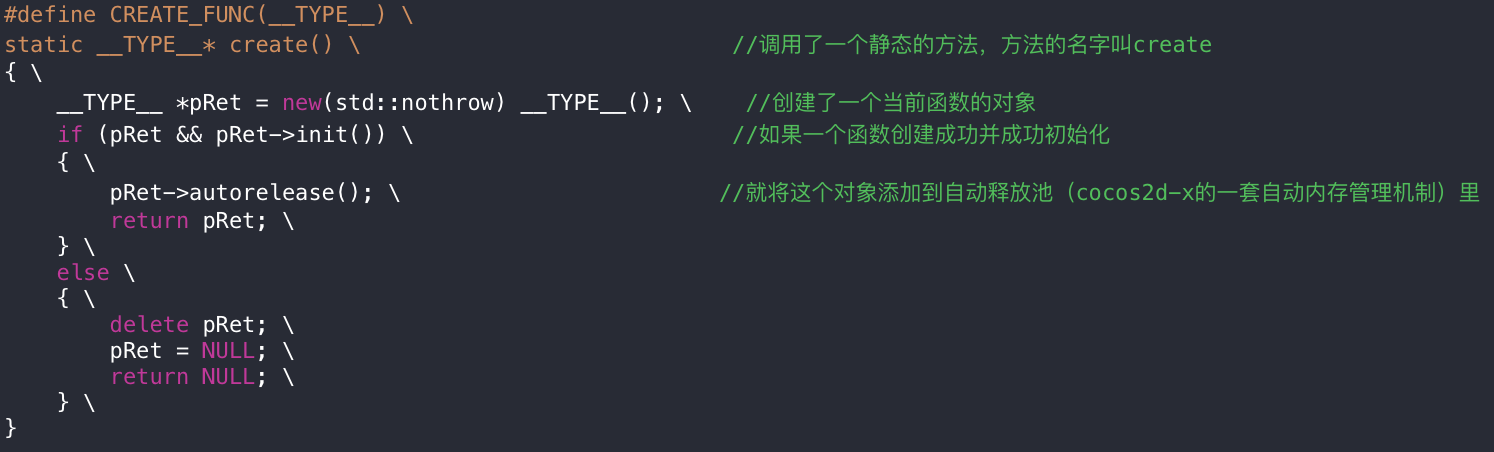 #define CREATE_FUNC(__TYPE__) \
static __TYPE__* create() \ //调用了一个静态的方法，方法的名字叫create
{ \
    __TYPE__ *pRet = new(std::nothrow) __TYPE__(); \ //创建了一个当前函数的对象
    if (pRet && pRet->init()) \ //如果一个函数创建成功并成功初始化
    { \
        pRet->autorelease(); \ //就将这个对象添加到自动释放池（cocos2d-x的一套自动内存管理机制）里
        return pRet; \
    } \
    else \
    { \
        delete pRet; \
        pRet = NULL; \
        return NULL; \
    } \
}